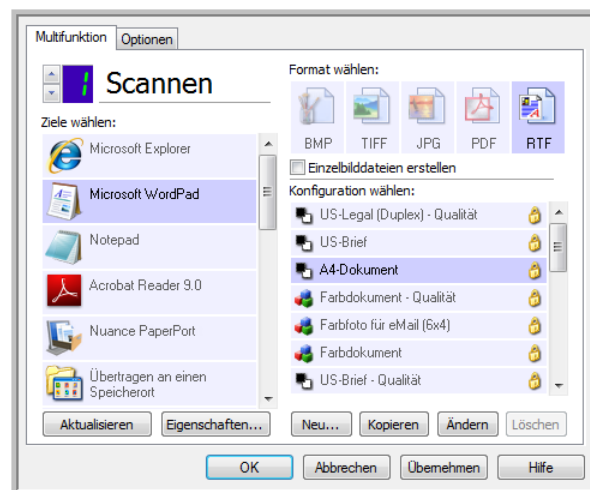 Multifunktion
Optionen
1
Scannen
Ziele wählen:
Microsoft Explorer
Microsoft WordPad
Notepad
Acrobat Reader 9.0
Nuance PaperPort
Übertragen an einen
Speicherort
Aktualisieren
Eigenschaften...
Format wählen:
BMP
TIFF
JPG
PDF
RTF
Einzelbilddateien erstellen
Konfiguration wählen:
US-Legal (Duplex) - Qualität
US-Brief
A4-Dokument
Farbdokument - Qualität
Farbfoto für eMail (6x4)
Farbdokument
US-Brief - Qualität
Neu...
Kopieren
Ändern
Löschen
OK
Abbrechen
Übernehmen
Hilfe